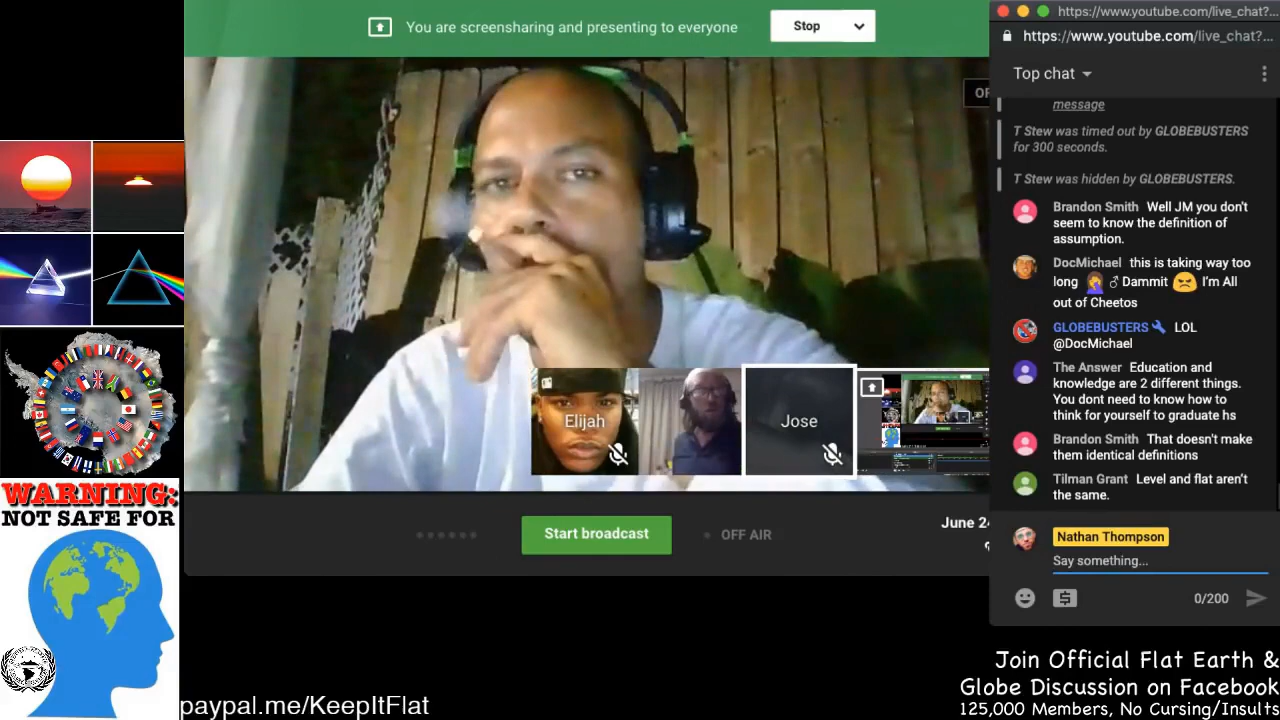 You are screensharing and presenting to everyone
Stop
OF
Elijah
Jose
Start broadcast
OFF AIR
June 24
WARNING:
NOT SAFE FOR
paypal.me/KeepItFlat
https://www.youtube.com/live_chat?...
https://www.youtube.com/live_chat?...
Top chat
message
T Stew was timed out by GLOBEBUSTERS
for 300 seconds.
T Stew was hidden by GLOBEBUSTERS.
Brandon Smith Well JM you don't
seem to know the definition of
assumption.
DocMichael this is taking way too
long 🤦‍♂ Dammit 😠 I'm All
out of Cheetos
GLOBEBUSTERS LOL
@DocMichael
The Answer Education and
knowledge are 2 different things.
You dont need to know how to
think for yourself to graduate hs
Brandon Smith That doesn't make
them identical definitions
Tilman Grant Level and flat aren't
the same.
Nathan Thompson
Say something...
0/200
Join Official Flat Earth &
Globe Discussion on Facebook
125,000 Members, No Cursing/Insults